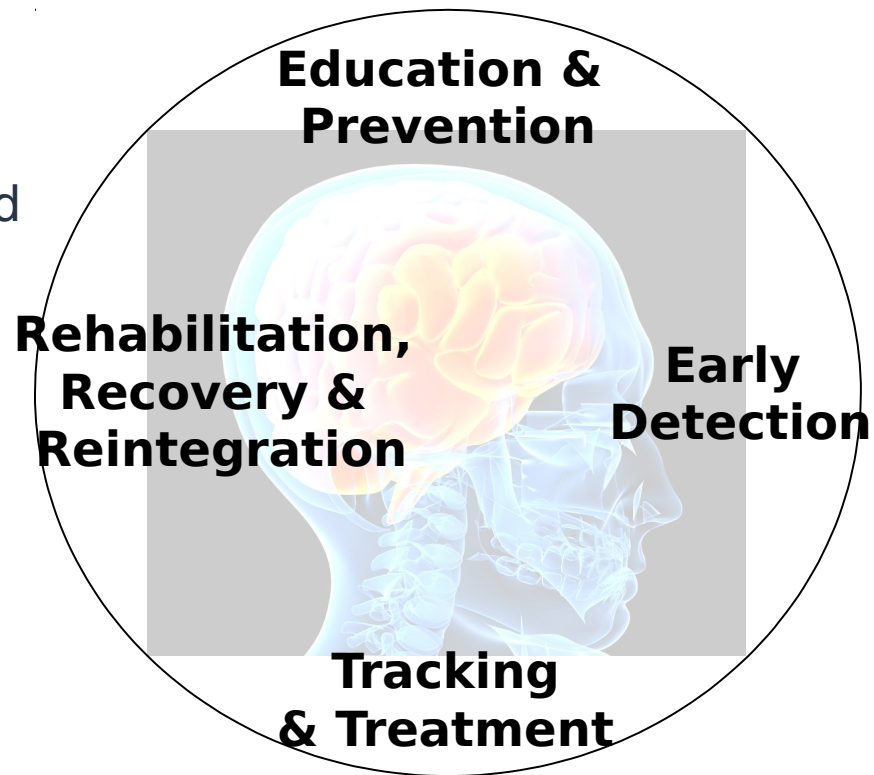 Education &
Prevention
d
Rehabilitation,
Recovery &
Reintegration
Early
Detection
Tracking
& Treatment